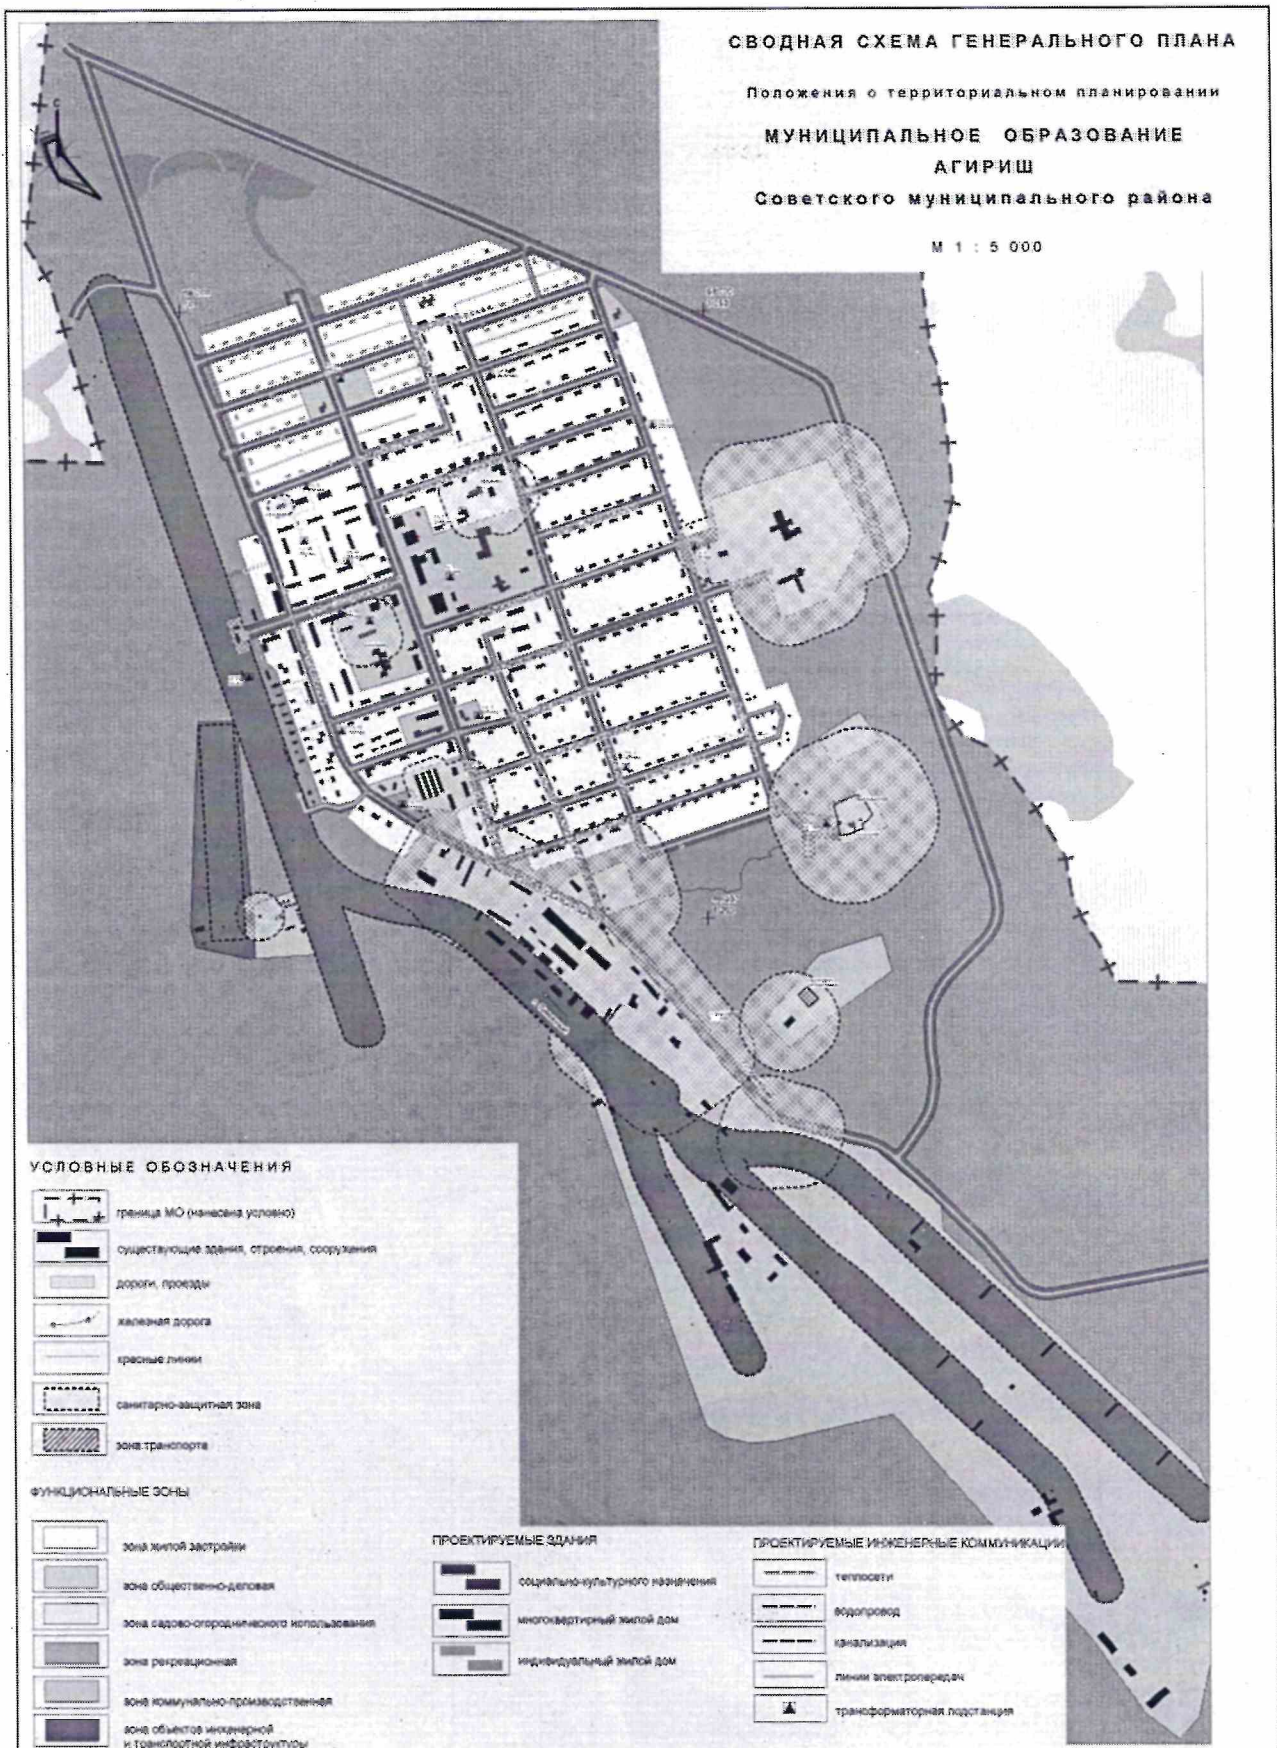 СВОДНАЯ СХЕМА ГЕНЕРАЛЬНОГО ПЛАНА
Положения о территориальном планировании
МУНИЦИПАЛЬНОЕ ОБРАЗОВАНИЕ
АГИРИШ
Советского муниципального района
М 1 : 5 000
С
УСЛОВНЫЕ ОБОЗНАЧЕНИЯ
граница МО (нанесена условно)
существующие здания, строения, сооружения
дороги, проезды
железная дорога
красные линии
санитарно-защитная зона
зона транспорта
ФУНКЦИОНАЛЬНЫЕ ЗОНЫ
зона жилой застройки
зона общественно-деловая
зона садово-огороднического использования
зона рекреационная
зона коммунально-производственная
зона объектов инженерной
и транспортной инфраструктуры
ПРОЕКТИРУЕМЫЕ ЗДАНИЯ
социально-культурного назначения
многоквартирный жилой дом
индивидуальный жилой дом
ПРОЕКТИРУЕМЫЕ ИНЖЕНЕРНЫЕ КОММУНИКАЦИИ
теплосети
водопровод
канализация
линии электропередач
трансформаторная подстанция